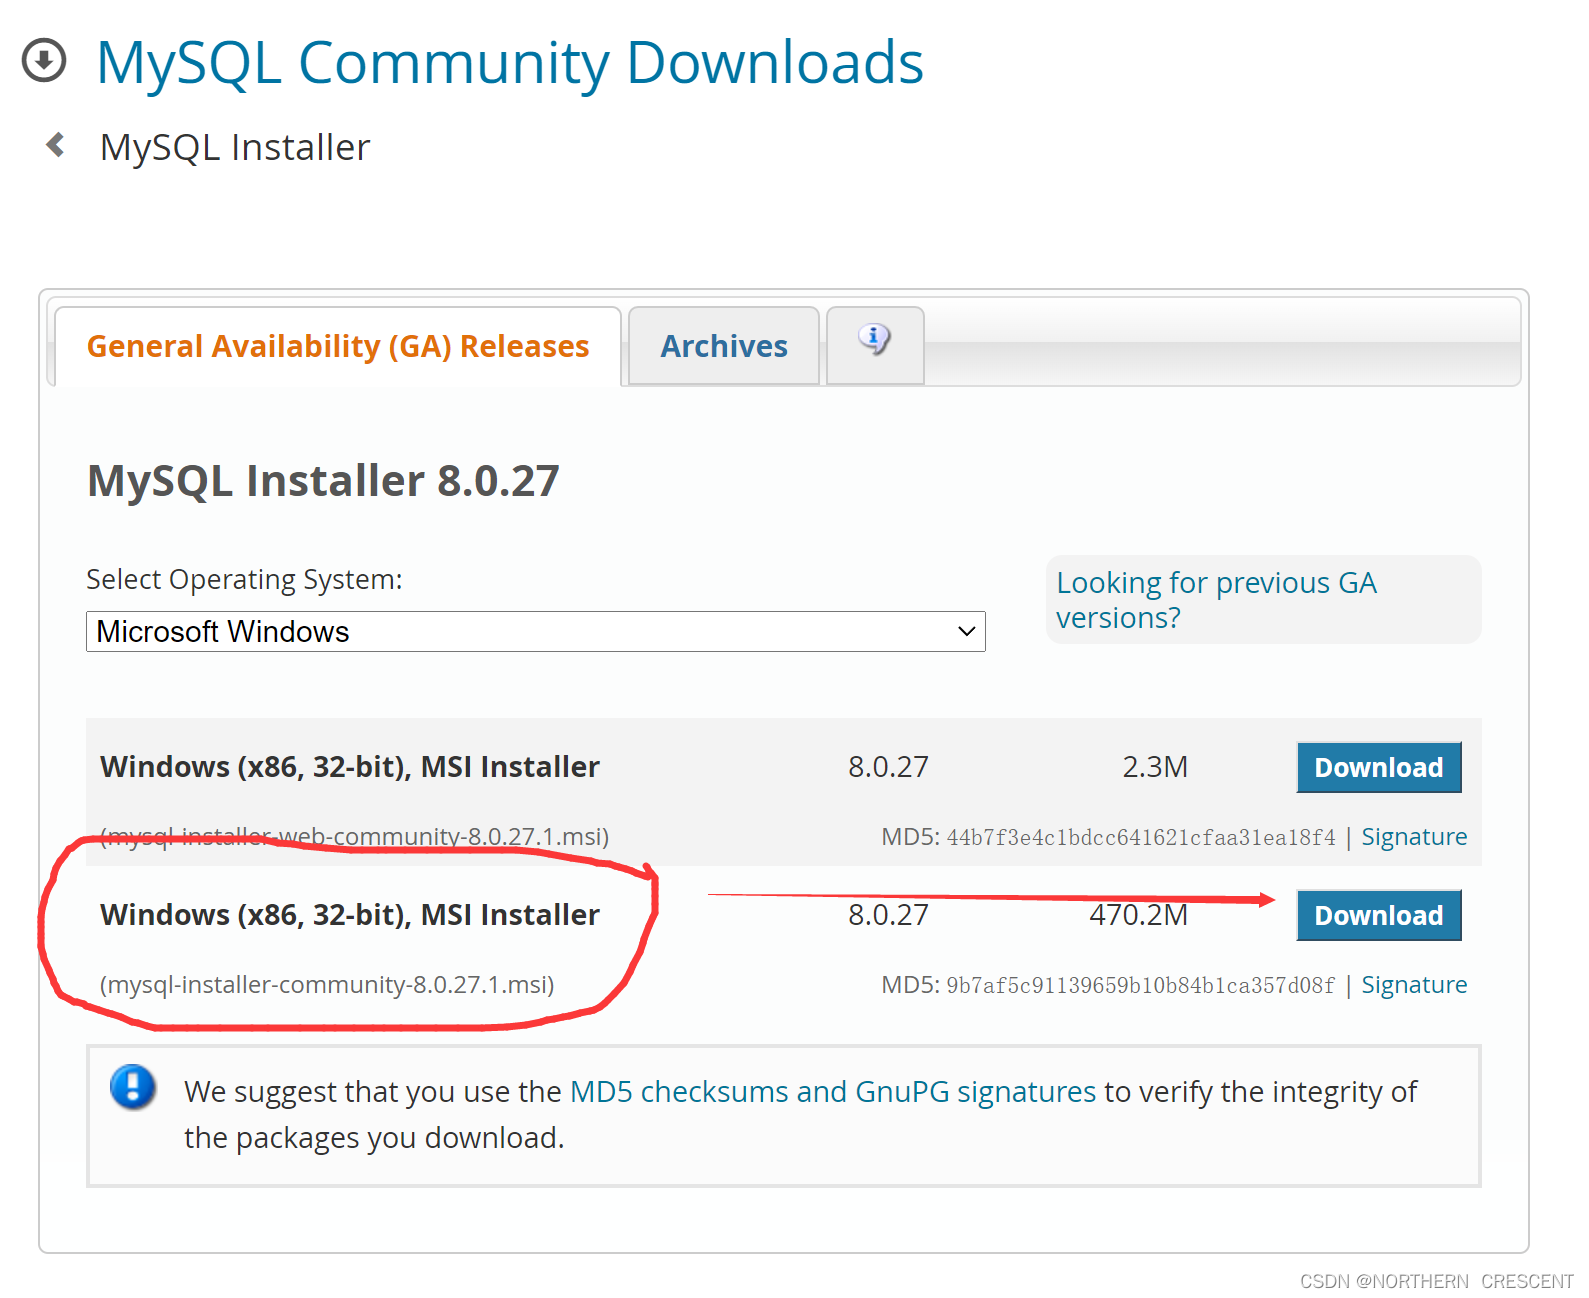 MySQL Community Downloads
MySQL Installer
General Availability (GA) Releases
Archives
MySQL Installer 8.0.27
Select Operating System:
Microsoft Windows
Looking for previous GA
versions?
Windows (x86, 32-bit), MSI Installer 8.0.27 2.3M Download
(mysql-installer-web-community-8.0.27.1.msi) MD5: 44b7f3e4c1bdcc641621cfaa31ea18f4 | Signature
Windows (x86, 32-bit), MSI Installer 8.0.27 470.2M Download
(mysql-installer-community-8.0.27.1.msi) MD5: 9b7af5c91139659b10b84b1ca357d08f | Signature
We suggest that you use the MD5 checksums and GnuPG signatures to verify the integrity of
the packages you download.
CSDN @NORTHERN_CRESCENT